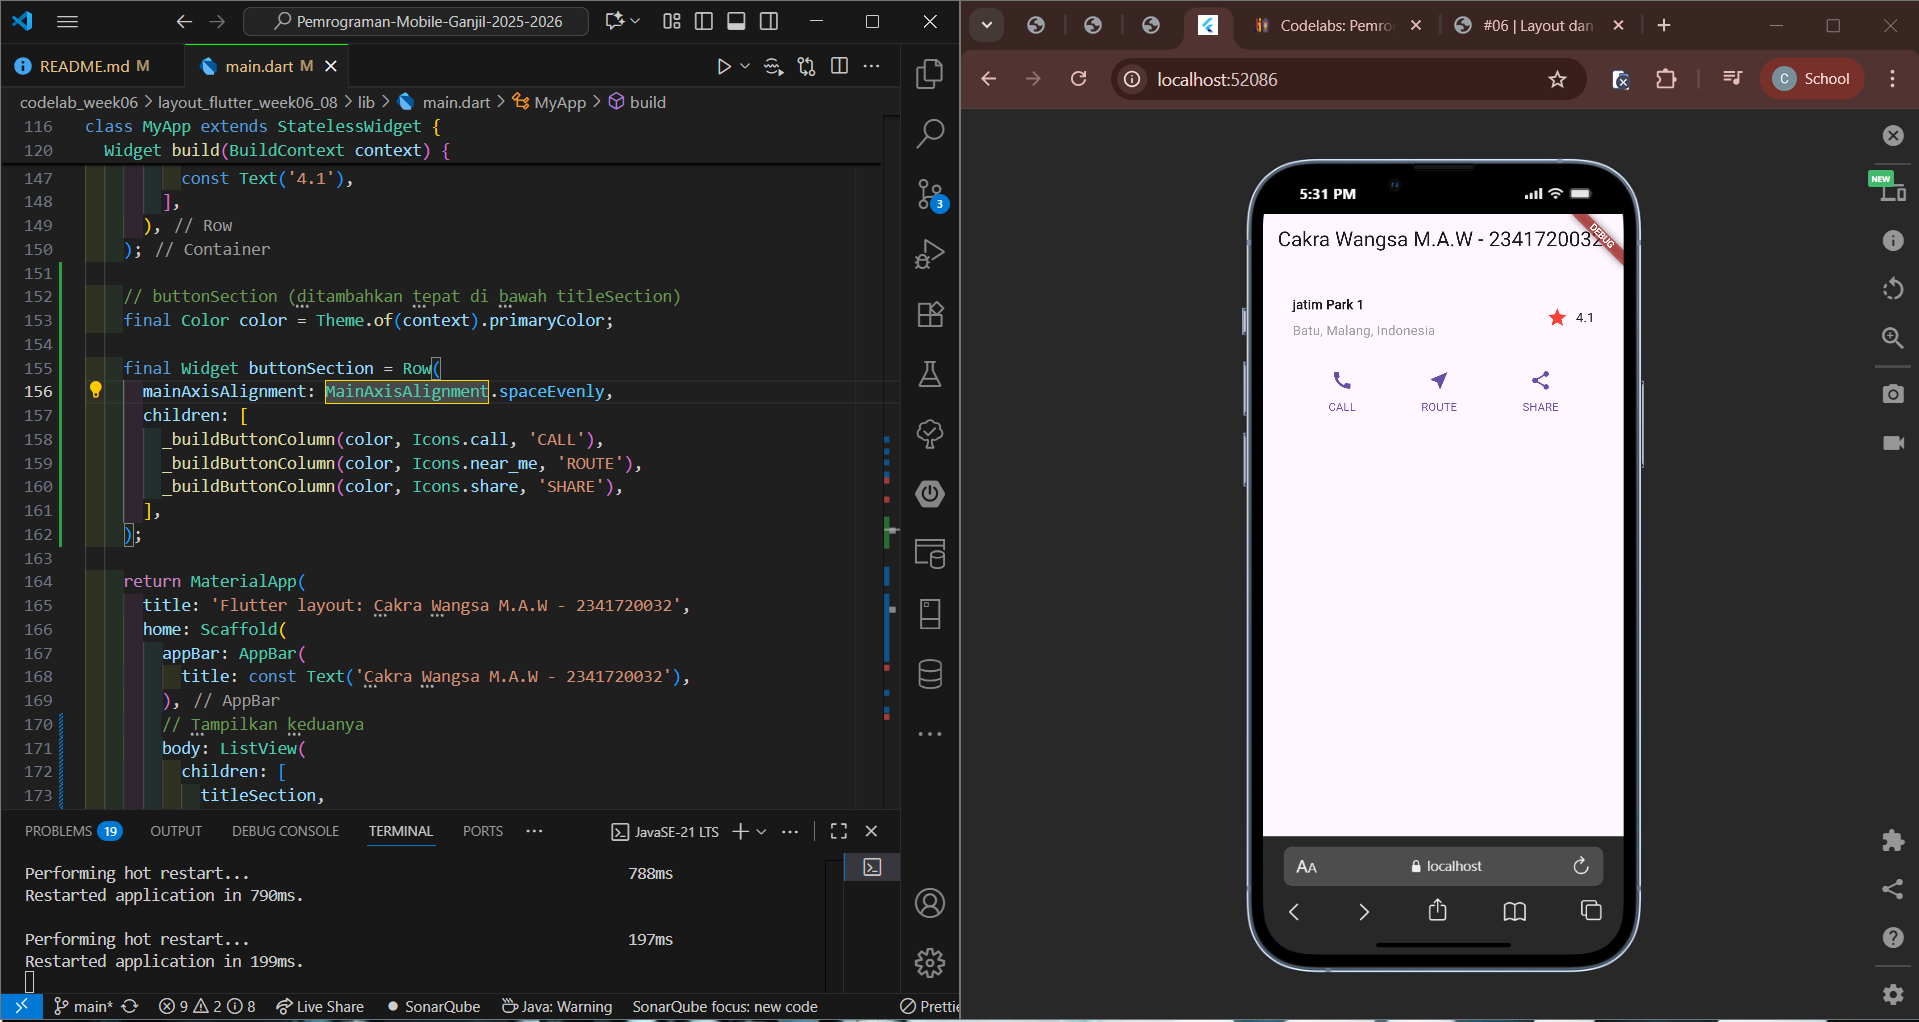 Pemrograman-Mobile-Ganjil-2025-2026
README.md M
main.dart M
codelab_week06 > layout_flutter_week06_08 > lib > main.dart > MyApp > build
116 class MyApp extends StatelessWidget {
120 Widget build(BuildContext context) {
147 const Text('4.1'),
148 ],
149 ), // Row
150 ); // Container
151
152 // buttonSection (ditambahkan tepat di bawah titleSection)
153 final Color color = Theme.of(context).primaryColor;
154
155 final Widget buttonSection = Row(
156 mainAxisAlignment: MainAxisAlignment.spaceEvenly,
157 children: [
158 _buildButtonColumn(color, Icons.call, 'CALL'),
159 _buildButtonColumn(color, Icons.near_me, 'ROUTE'),
160 _buildButtonColumn(color, Icons.share, 'SHARE'),
161 ],
162 );
163
164 return MaterialApp(
165 title: 'Flutter layout: Cakra Wangsa M.A.W - 2341720032',
166 home: Scaffold(
167 appBar: AppBar(
168 title: const Text('Cakra Wangsa M.A.W - 2341720032'),
169 ), // AppBar
170 // Tampilkan keduanya
171 body: ListView(
172 children: [
173 titleSection,
3
PROBLEMS 19 OUTPUT DEBUG CONSOLE TERMINAL PORTS
JavaSE-21 LTS
Performing hot restart... 788ms
Restarted application in 790ms.
Performing hot restart... 197ms
Restarted application in 199ms.
main* 9 2 8 Live Share SonarQube Java: Warning SonarQube focus: new code Prettie
Codelabs: Pemro
#06 | Layout dan
localhost:52086
C School
NEW
5:31 PM
Cakra Wangsa M.A.W - 2341720032
DEBUG
jatim Park 1
Batu, Malang, Indonesia
4.1
CALL ROUTE SHARE
AA localhost